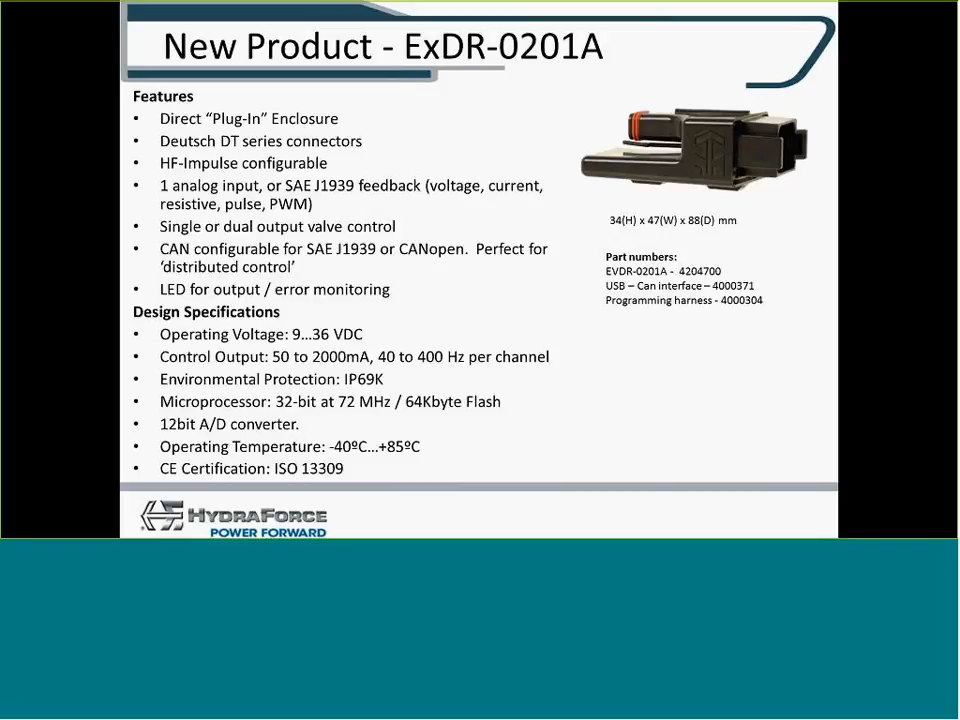 New Product - ExDR-0201A
Features
• Direct “Plug-In” Enclosure
• Deutsch DT series connectors
• HF-Impulse configurable
• 1 analog input, or SAE J1939 feedback (voltage, current,
resistive, pulse, PWM)
• Single or dual output valve control
• CAN configurable for SAE J1939 or CANopen. Perfect for
‘distributed control’
• LED for output / error monitoring
Design Specifications
• Operating Voltage: 9…36 VDC
• Control Output: 50 to 2000mA, 40 to 400 Hz per channel
• Environmental Protection: IP69K
• Microprocessor: 32-bit at 72 MHz / 64Kbyte Flash
• 12bit A/D converter.
• Operating Temperature: -40ºC…+85ºC
• CE Certification: ISO 13309
34(H) x 47(W) x 88(D) mm
Part numbers:
EVDR-0201A - 4204700
USB – Can interface – 4000371
Programming harness - 4000304
HYDRAFORCE
POWER FORWARD